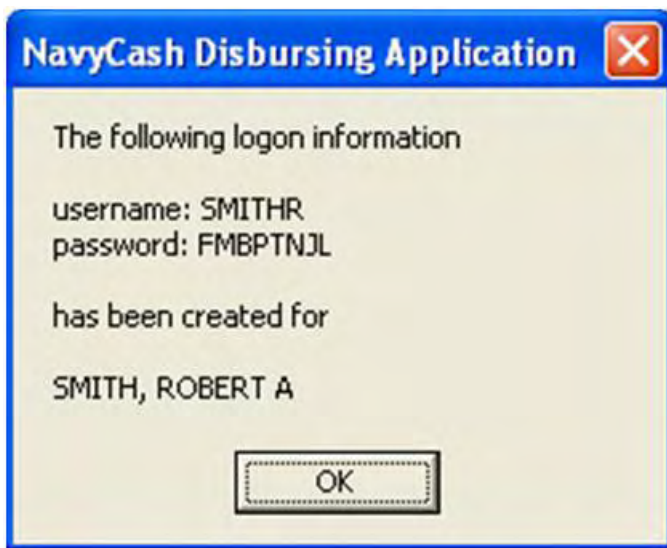 NavyCash Disbursing Application
The following logon information
username: SMITHR
password: FMBPTNJL
has been created for
SMITH, ROBERT A
OK